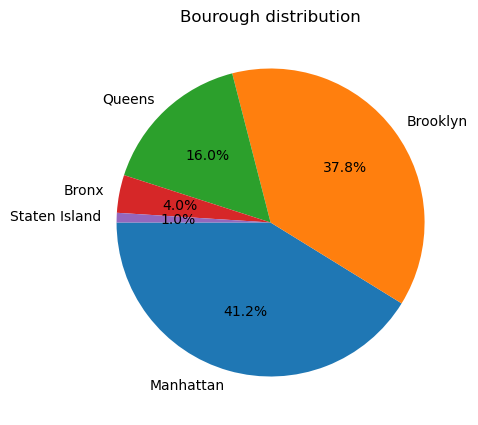 Bourough distribution
Queens
Brooklyn
16.0%
37.8%
Bronx
4.0%
Staten Island
1.0%
41.2%
Manhattan